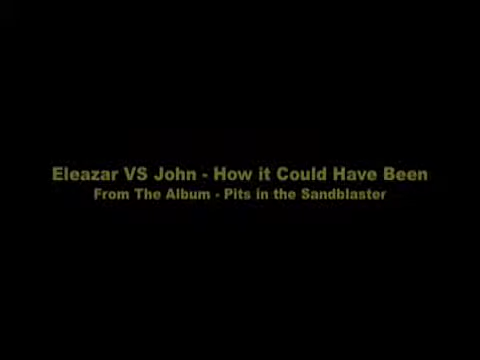 Eleazar VS John - How it Could Have Been
From The Album - Pits in the Sandblaster